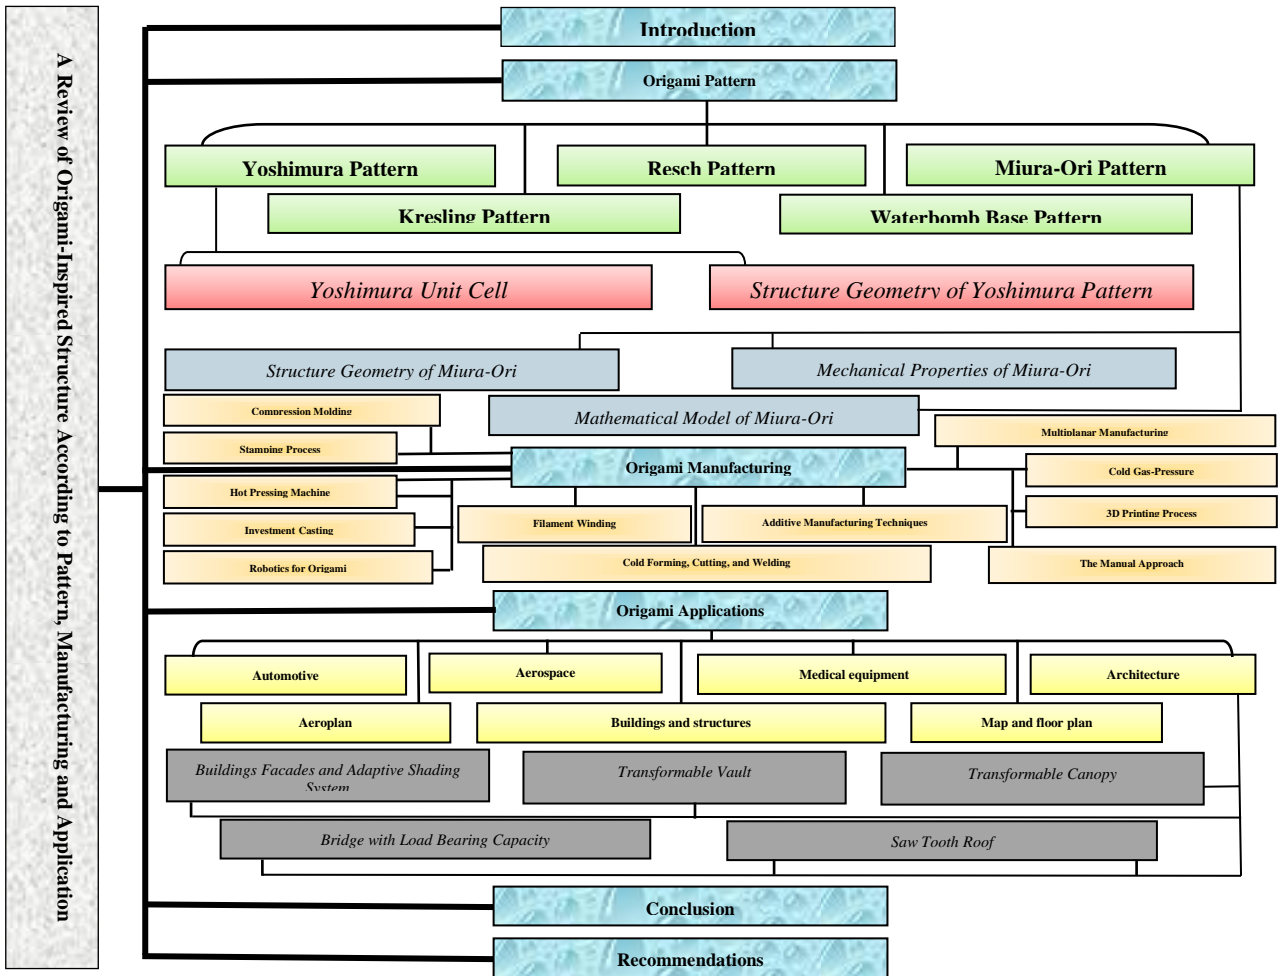 A Review of Origami-Inspired Structure According to Pattern, Manufacturing and Application
Introduction
Origami Pattern
Yoshimura Pattern
Resch Pattern
Miura-Ori Pattern
Kresling Pattern
Waterbomb Base Pattern
Yoshimura Unit Cell
Structure Geometry of Yoshimura Pattern
Structure Geometry of Miura-Ori
Mechanical Properties of Miura-Ori
Mathematical Model of Miura-Ori
Compression Molding
Stamping Process
Hot Pressing Machine
Investment Casting
Robotics for Origami
Origami Manufacturing
Filament Winding
Additive Manufacturing Techniques
Cold Forming, Cutting, and Welding
Multiplanar Manufacturing
Cold Gas-Pressure
3D Printing Process
The Manual Approach
Origami Applications
Automotive
Aerospace
Medical equipment
Architecture
Aeroplan
Buildings and structures
Map and floor plan
Buildings Facades and Adaptive Shading
System
Transformable Vault
Transformable Canopy
Bridge with Load Bearing Capacity
Saw Tooth Roof
Conclusion
Recommendations